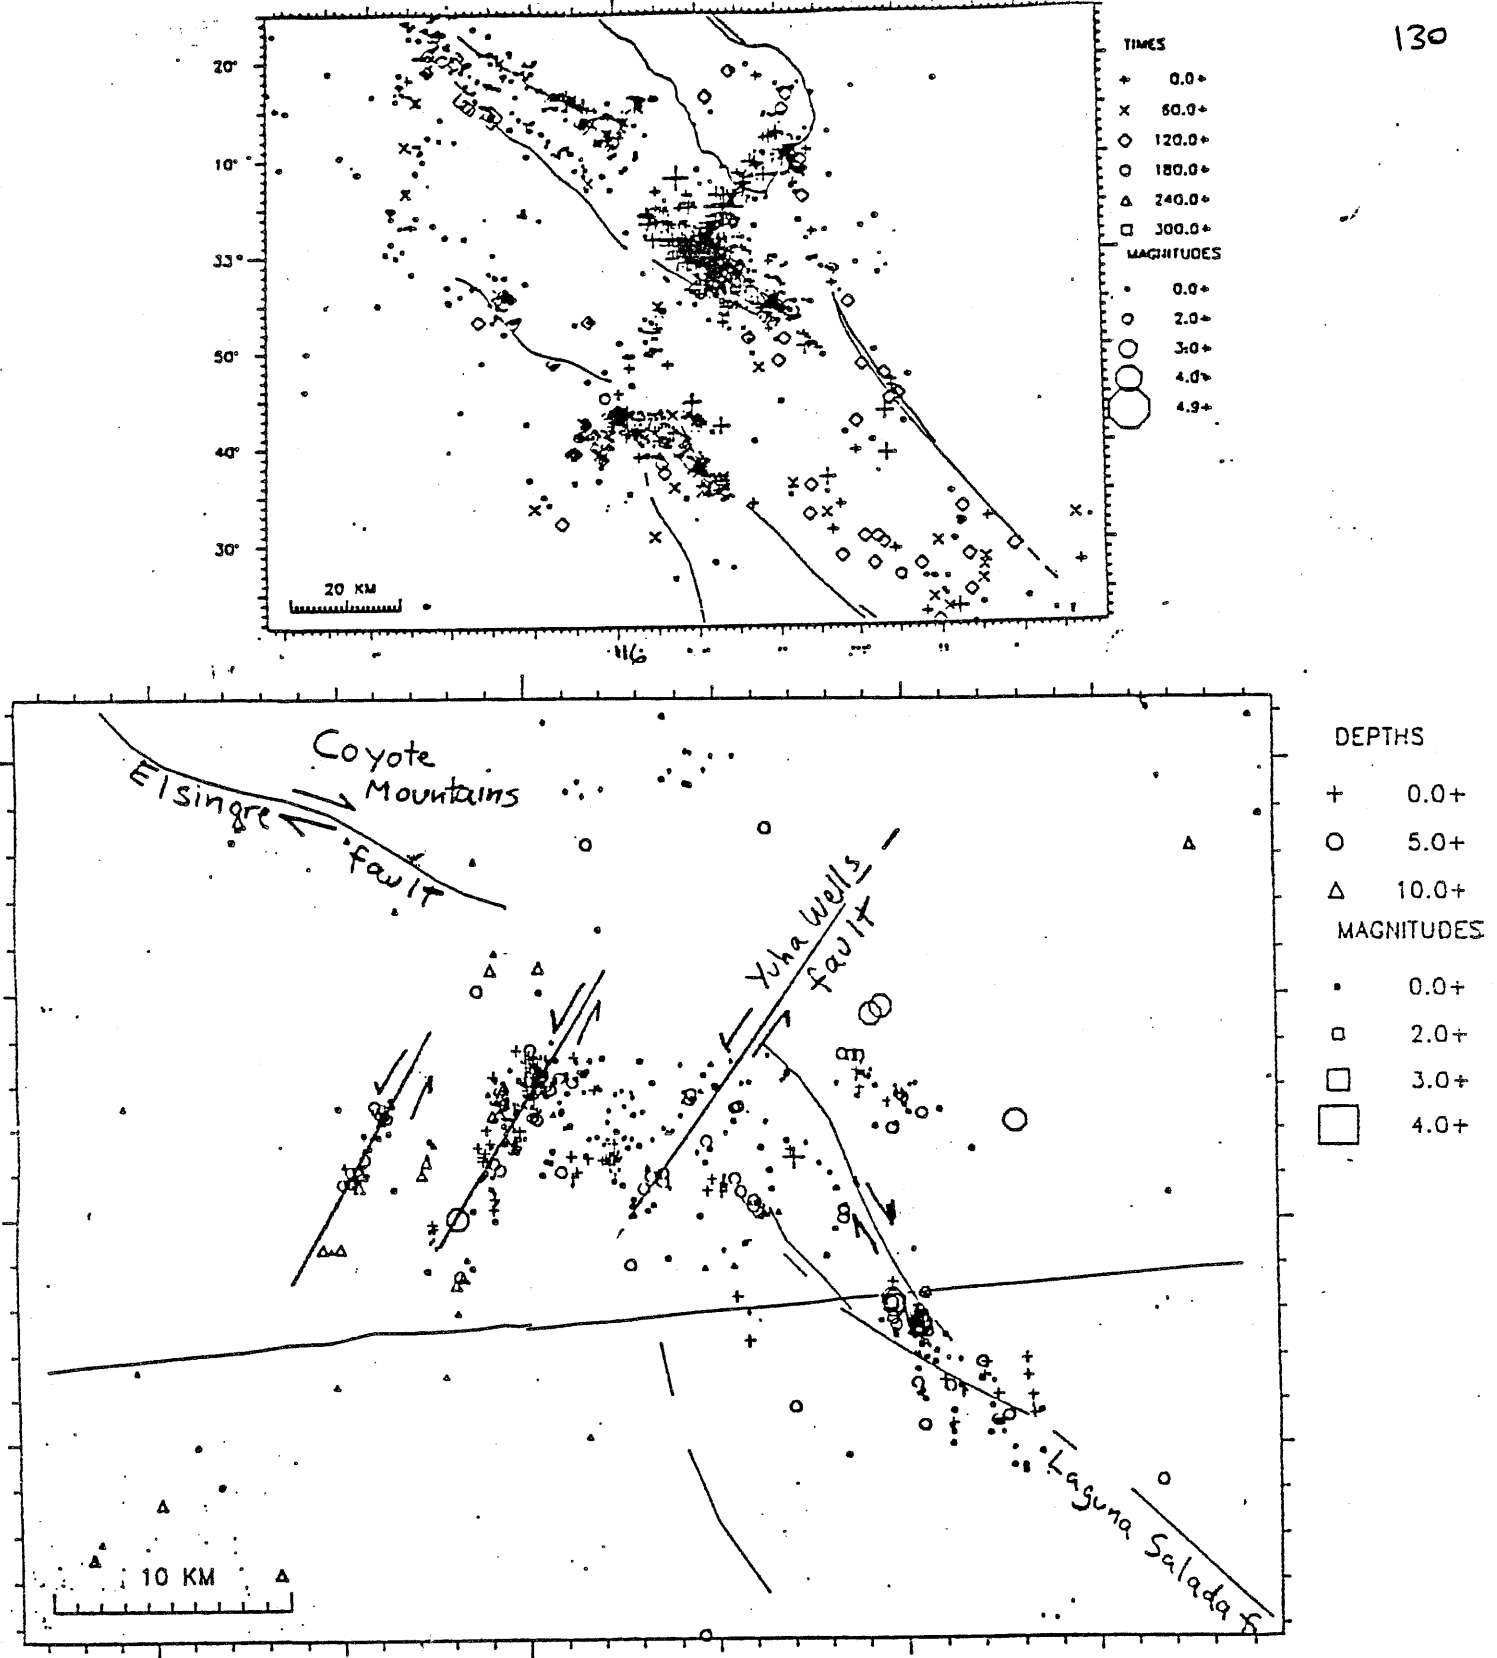 130
TIMES
+ 0.0+
x 60.0+
120.0+
180.0+
240.0+
300.0+
MAGNITUDES
0.0+
2.0+
3.0+
4.0+
4.9+
20°
10°
33°
50°
40°
30°
20 KM
116
Coyote
Mountains
Elsinore
fault
Yuha Wells
fault
Laguna Salada f
10 KM
DEPTHS
+ 0.0+
5.0+
10.0+
MAGNITUDES
0.0+
2.0+
3.0+
4.0+